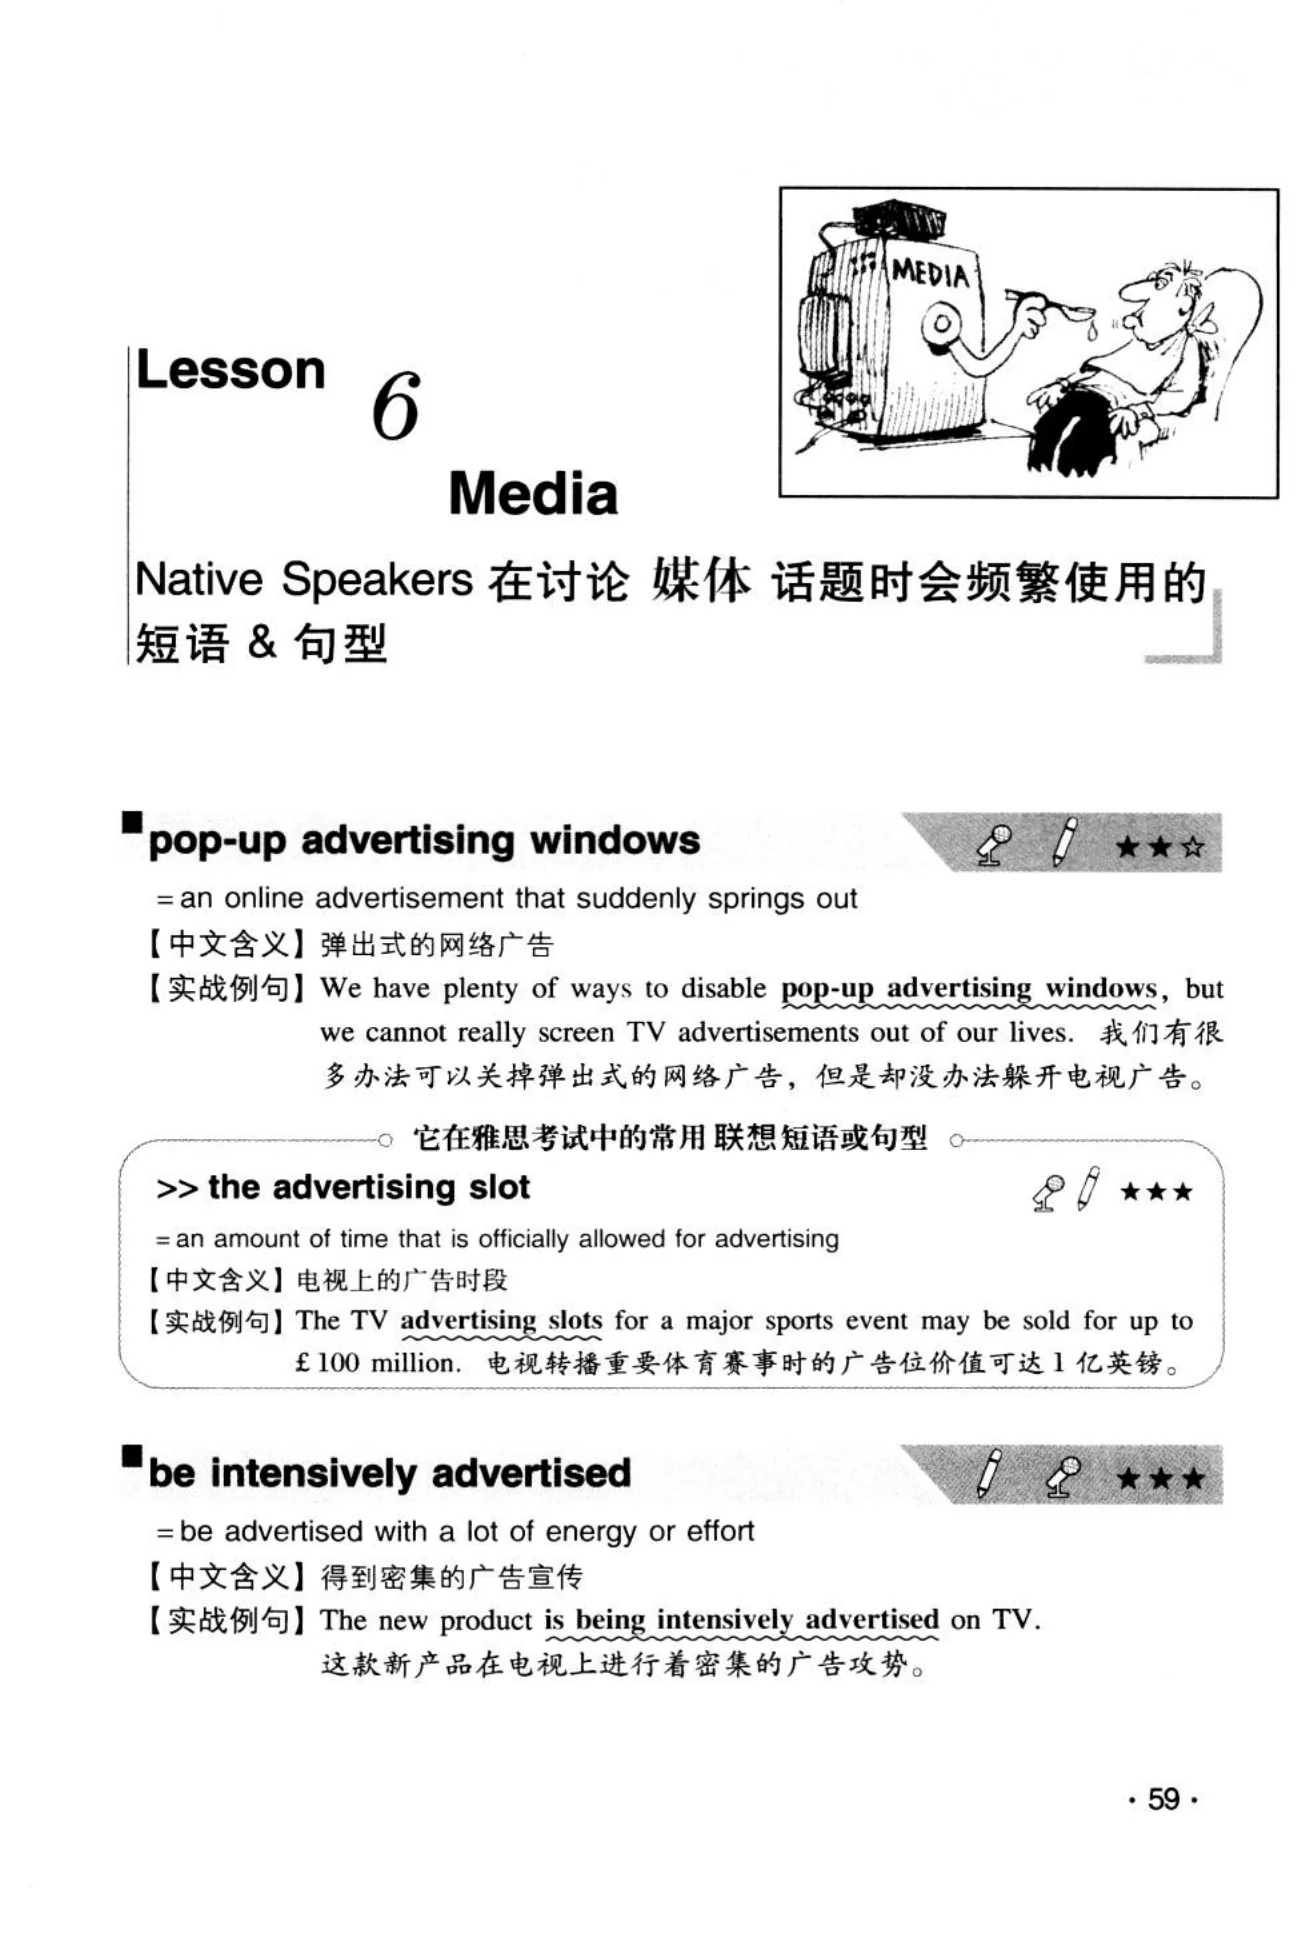 MEDIA
Lesson 6
Media
Native Speakers 在讨论 媒体 话题时会频繁使用的
短语 & 句型
pop-up advertising windows ★★☆
= an online advertisement that suddenly springs out
【中文含义】弹出式的网络广告
【实战例句】We have plenty of ways to disable pop-up advertising windows, but
we cannot really screen TV advertisements out of our lives. 我们有很
多办法可以关掉弹出式的网络广告，但是却没办法躲开电视广告。
它在雅思考试中的常用联想短语或句型
>> the advertising slot ★★★
= an amount of time that is officially allowed for advertising
【中文含义】电视上的广告时段
【实战例句】The TV advertising slots for a major sports event may be sold for up to
£100 million. 电视转播重要体育赛事时的广告位价值可达 1 亿英镑。
be intensively advertised ★★★
= be advertised with a lot of energy or effort
【中文含义】得到密集的广告宣传
【实战例句】The new product is being intensively advertised on TV.
这款新产品在电视上进行着密集的广告攻势。
· 59 ·